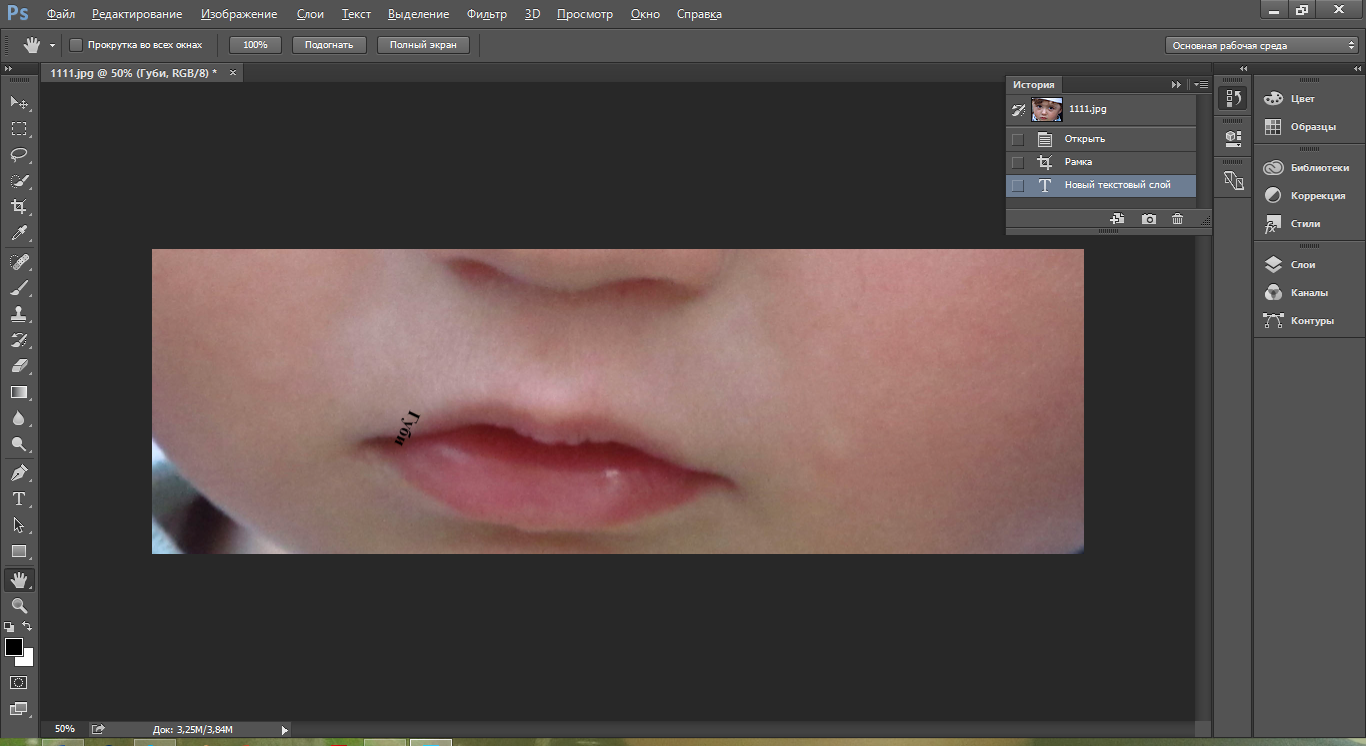 Ps Файл Редактирование Изображение Слои Текст Выделение Фильтр 3D Просмотр Окно Справка
Прокрутка во всех окнах 100% Подогнать Полный экран Основная рабочая среда
1111.jpg @ 50% (Губи, RGB/8) * ×
История
1111.jpg
Открыть
Рамка
Новый текстовый слой
Цвет
Образцы
Библиотеки
Коррекция
Стили
Слои
Каналы
Контуры
Губи
50% Док: 3,25M/3,84M